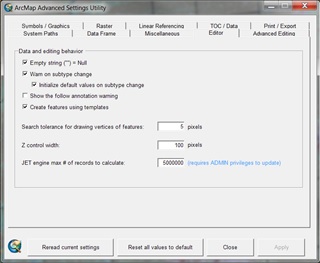 ArcMap Advanced Settings Utility
Symbols / Graphics
Raster
Linear Referencing
TOC / Data
Print / Export
System Paths
Data Frame
Miscellaneous
Editor
Advanced Editing
Data and editing behavior
Empty string ("") = Null
Warn on subtype change
Initialize default values on subtype change
Show the follow annotation warning
Create features using templates
Search tolerance for drawing vertices of features: 5 pixels
Z control width: 100 pixels
JET engine max # of records to calculate: 5000000 (requires ADMIN privileges to update)
Reread current settings Reset all values to default Close Apply